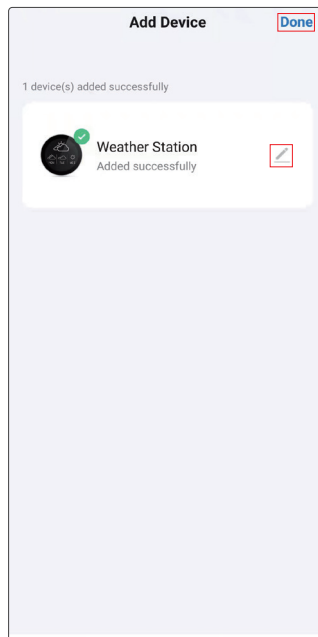 Add Device
Done
1 device(s) added successfully
Weather Station
Added successfully